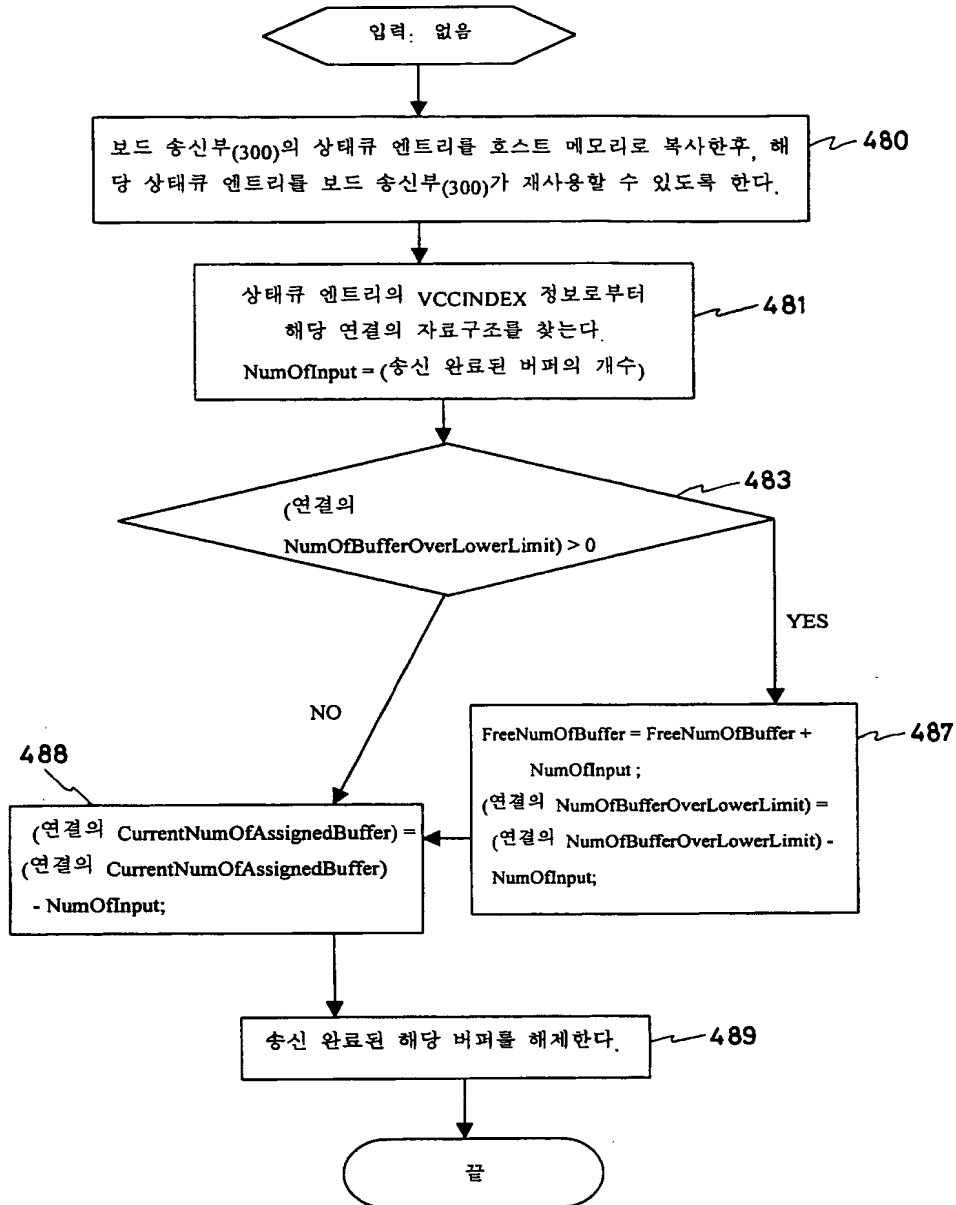 입력: 없음
보드 송신부(300)의 상태큐 엔트리를 호스트 메모리로 복사한후, 해
당 상태큐 엔트리를 보드 송신부(300)가 재사용할 수 있도록 한다.
480
상태큐 엔트리의 VCCINDEX 정보로부터
해당 연결의 자료구조를 찾는다.
NumOfInput = (송신 완료된 버퍼의 개수)
481
(연결의
NumOfBufferOverLowerLimit) > 0
483
YES
NO
FreeNumOfBuffer = FreeNumOfBuffer +
NumOfInput ;
(연결의 NumOfBufferOverLowerLimit) =
(연결의 NumOfBufferOverLowerLimit) -
NumOfInput;
487
488
(연결의 CurrentNumOfAssignedBuffer) =
(연결의 CurrentNumOfAssignedBuffer)
- NumOfInput;
송신 완료된 해당 버퍼를 해제한다.
489
끝